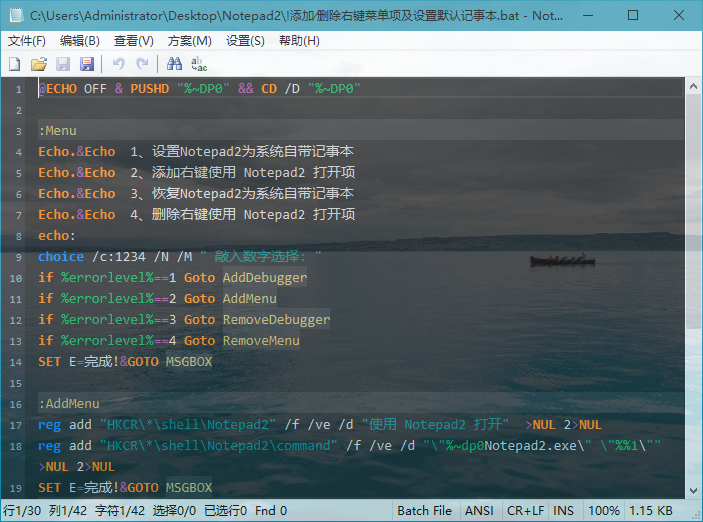 C:\Users\Administrator\Desktop\Notepad2\!添加⁄删除右键菜单项及设置默认记事本.bat - Not...
文件(F) 编辑(B) 查看(V) 方案(M) 设置(S) 帮助(H)
1 @ECHO OFF & PUSHD "%~DP0" && CD /D "%~DP0"
2
3 :Menu
4 Echo.&Echo  1、设置Notepad2为系统自带记事本
5 Echo.&Echo  2、添加右键使用 Notepad2 打开项
6 Echo.&Echo  3、恢复Notepad2为系统自带记事本
7 Echo.&Echo  4、删除右键使用 Notepad2 打开项
8 echo:
9 choice /c:1234 /N /M " 敲入数字选择: "
10 if %errorlevel%==1 Goto AddDebugger
11 if %errorlevel%==2 Goto AddMenu
12 if %errorlevel%==3 Goto RemoveDebugger
13 if %errorlevel%==4 Goto RemoveMenu
14 SET E=完成!&GOTO MSGBOX
15
16 :AddMenu
17 reg add "HKCR\*\shell\Notepad2" /f /ve /d "使用 Notepad2 打开"  >NUL 2>NUL
18 reg add "HKCR\*\shell\Notepad2\command" /f /ve /d "\"%~dp0Notepad2.exe\" \"%%1\""
>NUL 2>NUL
19 SET E=完成!&GOTO MSGBOX
行1/30 列1/42 字符1/42 选择0/0 已选行0 Fnd 0 Batch File ANSI CR+LF INS 100% 1.15 KB